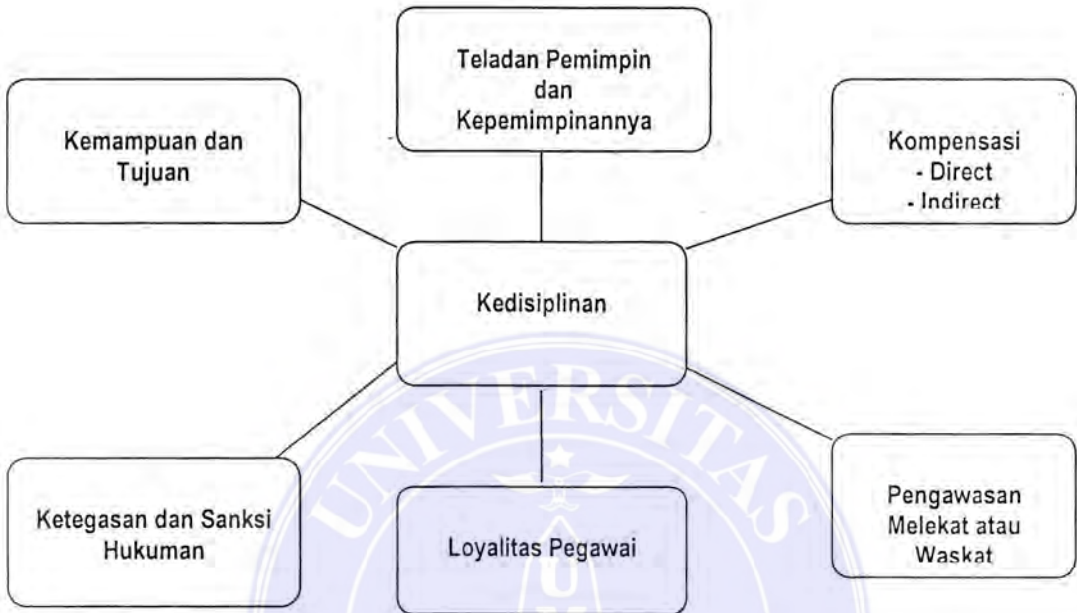 Teladan Pemimpin
dan
Kepemimpinannya
Kemampuan dan
Tujuan
Kompensasi
- Direct
- Indirect
Kedisiplinan
Ketegasan dan Sanksi
Hukuman
Loyalitas Pegawai
Pengawasan
Melekat atau
Waskat
UNIVERSITAS
U